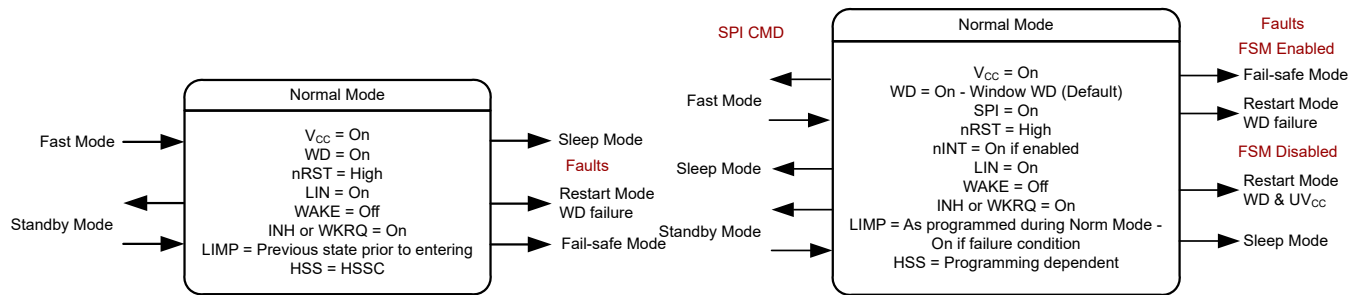 Normal Mode
V_CC = On
WD = On
nRST = High
LIN = On
WAKE = Off
INH or WKRQ = On
LIMP = Previous state prior to entering
HSS = HSSC
Fast Mode
Standby Mode
Sleep Mode
Faults
Restart Mode
WD failure
Fail-safe Mode
SPI CMD
Fast Mode
Sleep Mode
Standby Mode
Normal Mode
V_CC = On
WD = On - Window WD (Default)
SPI = On
nRST = High
nINT = On if enabled
LIN = On
WAKE = Off
INH or WKRQ = On
LIMP = As programmed during Norm Mode -
On if failure condition
HSS = Programming dependent
Faults
FSM Enabled
Fail-safe Mode
Restart Mode
WD failure
FSM Disabled
Restart Mode
WD & UV_CC
Sleep Mode